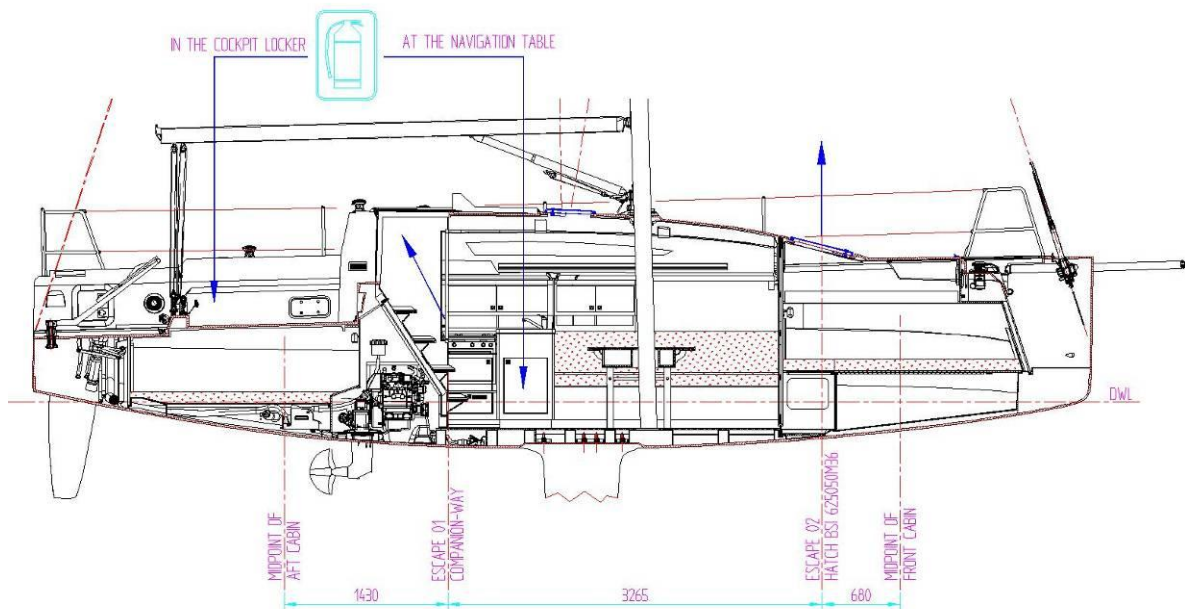 IN THE COCKPIT LOCKER
AT THE NAVIGATION TABLE
DWL
MIDPOINT OF
AFT CABIN
ESCAPE 01
COMPANION-WAY
ESCAPE 02
HATCH BSI 625050M36
MIDPOINT OF
FRONT CABIN
1430
3265
680